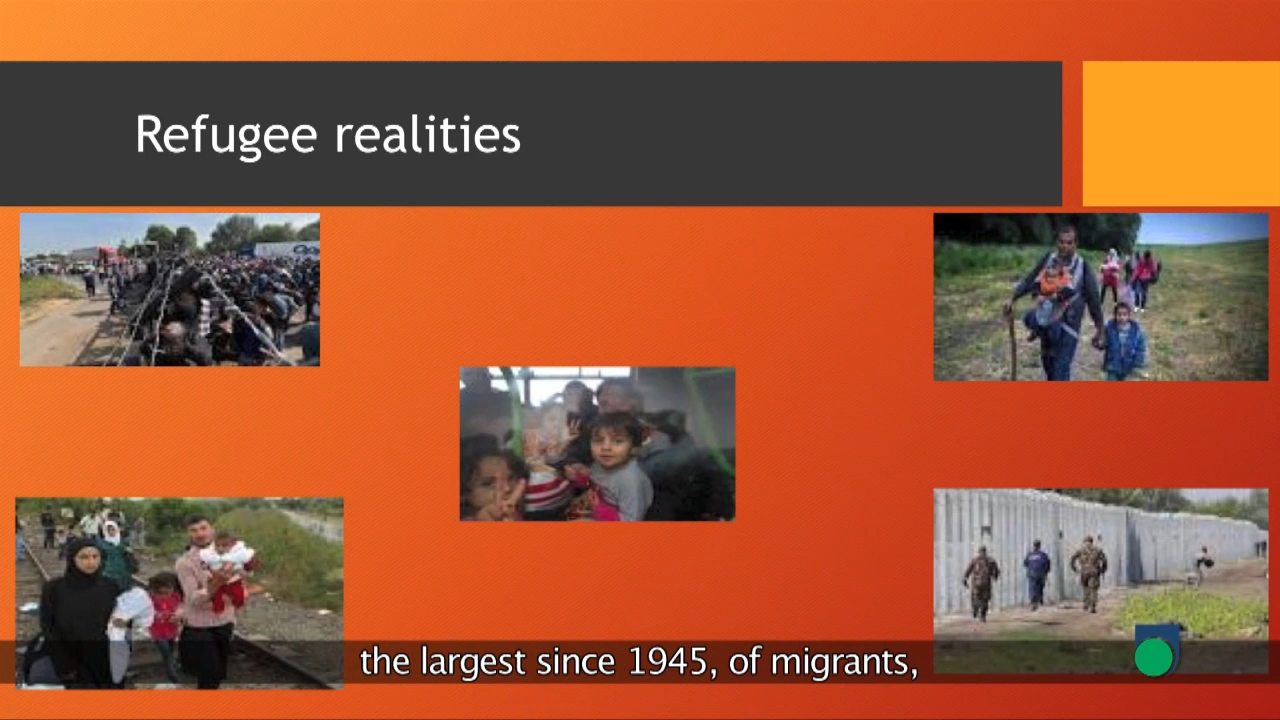 Refugee realities
the largest since 1945, of migrants,